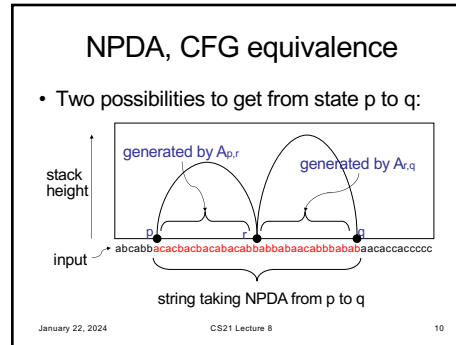 NPDA, CFG equivalence
• Two possibilities to get from state p to q:
generated by Ap,r
generated by Ar,q
stack
height
p
r
q
input
abcabbacacbacbacabacabbabbabaacabbbababaacaccaccccc
string taking NPDA from p to q
January 22, 2024
CS21 Lecture 8
10